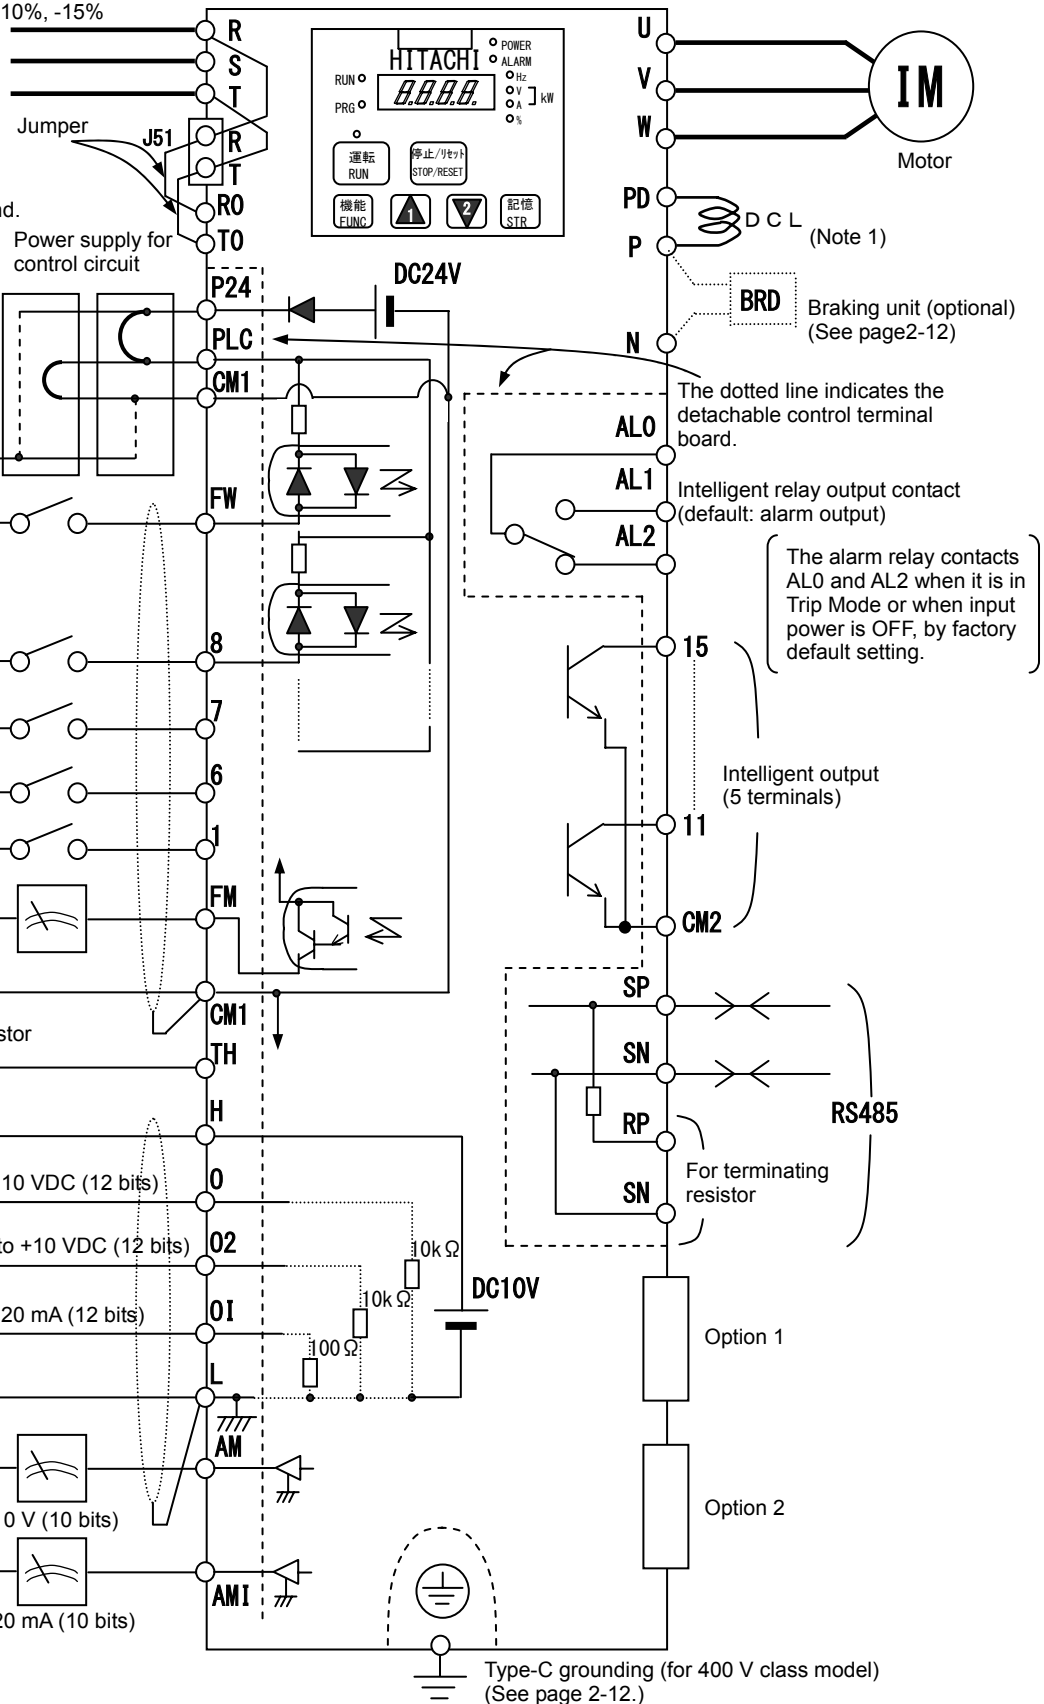 10%, -15%
R
S
T
Jumper
J51
R
T
R0
T0
Power supply for
control circuit
HITACHI
POWER
ALARM
RUN
PRG
8.8.8.8.
Hz
V
A
kW
%
運転
RUN
停止/リセット
STOP/RESET
機能
FUNC
1
2
記憶
STR
U
V
W
IM
Motor
PD
P
DCL
(Note 1)
BRD
Braking unit (optional)
(See page2-12)
N
P24
DC24V
PLC
CM1
The dotted line indicates the
detachable control terminal
board.
AL0
AL1
AL2
Intelligent relay output contact
(default: alarm output)
The alarm relay contacts
AL0 and AL2 when it is in
Trip Mode or when input
power is OFF, by factory
default setting.
FW
8
7
6
1
FM
CM1
TH
15
Intelligent output
(5 terminals)
11
CM2
SP
SN
RP
SN
RS485
For terminating
resistor
H
10 VDC (12 bits)
O
to +10 VDC (12 bits)
O2
20 mA (12 bits)
OI
L
10kΩ
10kΩ
100Ω
DC10V
Option 1
AM
0 V (10 bits)
Option 2
AMI
20 mA (10 bits)
Type-C grounding (for 400 V class model)
(See page 2-12.)